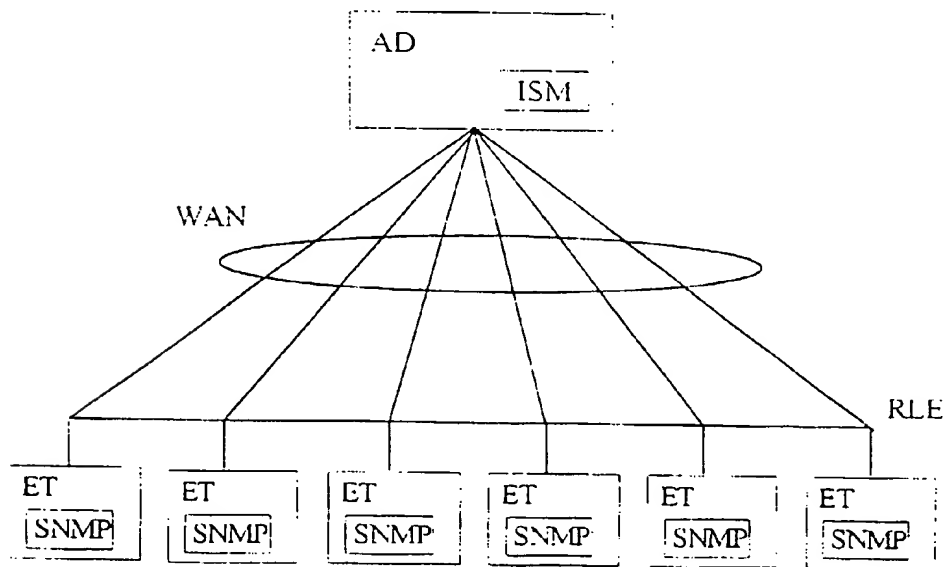 AD
ISM
WAN
RLE
ET ET ET ET ET ET
SNMP SNMP SNMP SNMP SNMP SNMP